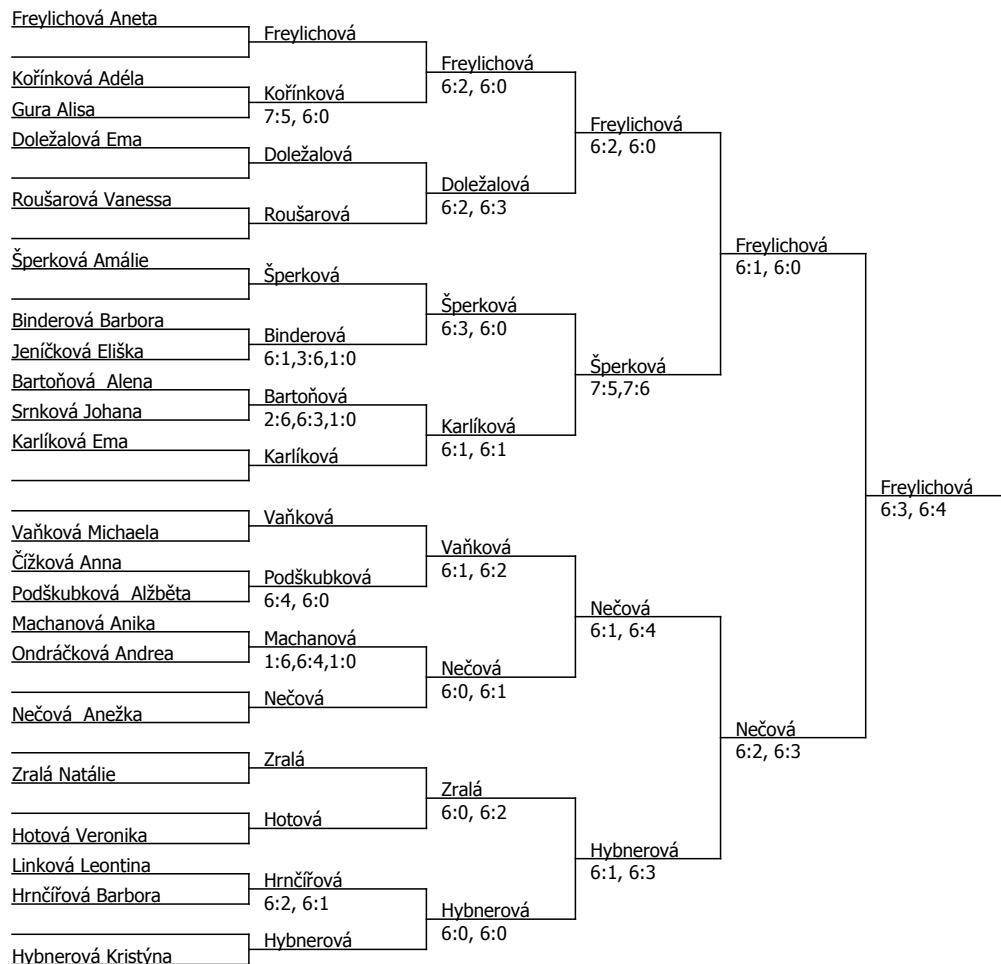 Freylichová Aneta
Kořínková Adéla
Gura Alisa
Doležalová Ema
Roušarová Vanessa
Šperková Amálie
Binderová Barbora
Jeníčková Eliška
Bartoňová  Alena
Srnková Johana
Karlíková Ema
Vaňková Michaela
Čížková Anna
Podškubková  Alžběta
Machanová Anika
Ondráčková Andrea
Nečová  Anežka
Zralá Natálie
Hotová Veronika
Linková Leontina
Hrnčířová Barbora
Hybnerová Kristýna
Freylichová
Kořínková
7:5, 6:0
Doležalová
Roušarová
Šperková
Binderová
6:1,3:6,1:0
Bartoňová
2:6,6:3,1:0
Karlíková
Vaňková
Podškubková
6:4, 6:0
Machanová
1:6,6:4,1:0
Nečová
Zralá
Hotová
Hrnčířová
6:2, 6:1
Hybnerová
Freylichová
6:2, 6:0
Doležalová
6:2, 6:3
Šperková
6:3, 6:0
Karlíková
6:1, 6:1
Vaňková
6:1, 6:2
Nečová
6:0, 6:1
Zralá
6:0, 6:2
Hybnerová
6:0, 6:0
Freylichová
6:2, 6:0
Šperková
7:5,7:6
Nečová
6:1, 6:4
Hybnerová
6:1, 6:3
Freylichová
6:1, 6:0
Nečová
6:2, 6:3
Freylichová
6:3, 6:4